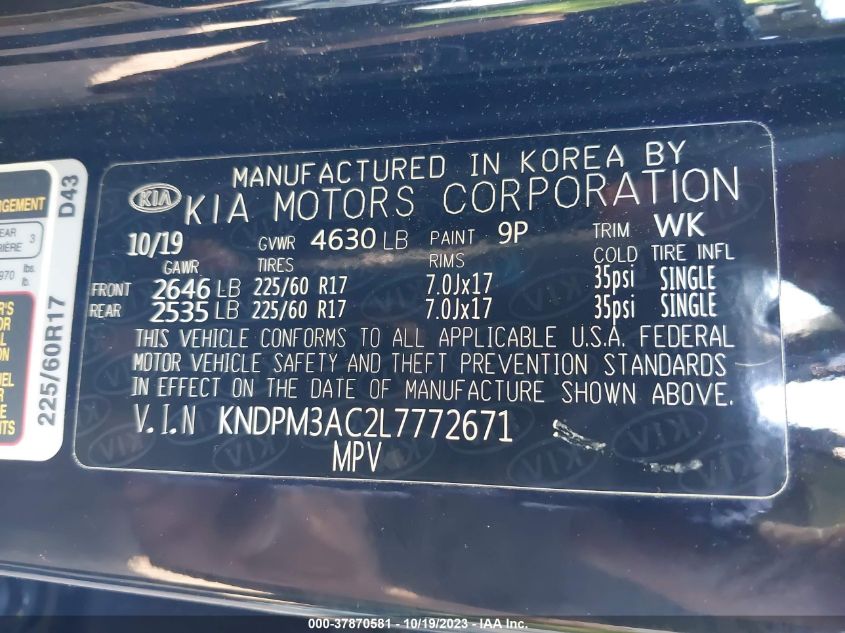 MANUFACTURED IN KOREA BY
KIA KIA MOTORS CORPORATION
10/19 GVWR 4630 LB PAINT 9P TRIM WK
GAWR TIRES RIMS COLD TIRE INFL
FRONT 2646 LB 225/60 R17 7.0Jx17 35psi SINGLE
REAR 2535 LB 225/60 R17 7.0Jx17 35psi SINGLE
THIS VEHICLE CONFORMS TO ALL APPLICABLE U.S.A. FEDERAL
MOTOR VEHICLE SAFETY AND THEFT PREVENTION STANDARDS
IN EFFECT ON THE DATE OF MANUFACTURE SHOWN ABOVE.
V.I.N KNDPM3AC2L7772671
MPV
225/60R17 D43
3
970 lbs.
lb.
000-37870581 - 10/19/2023 - IAA Inc.